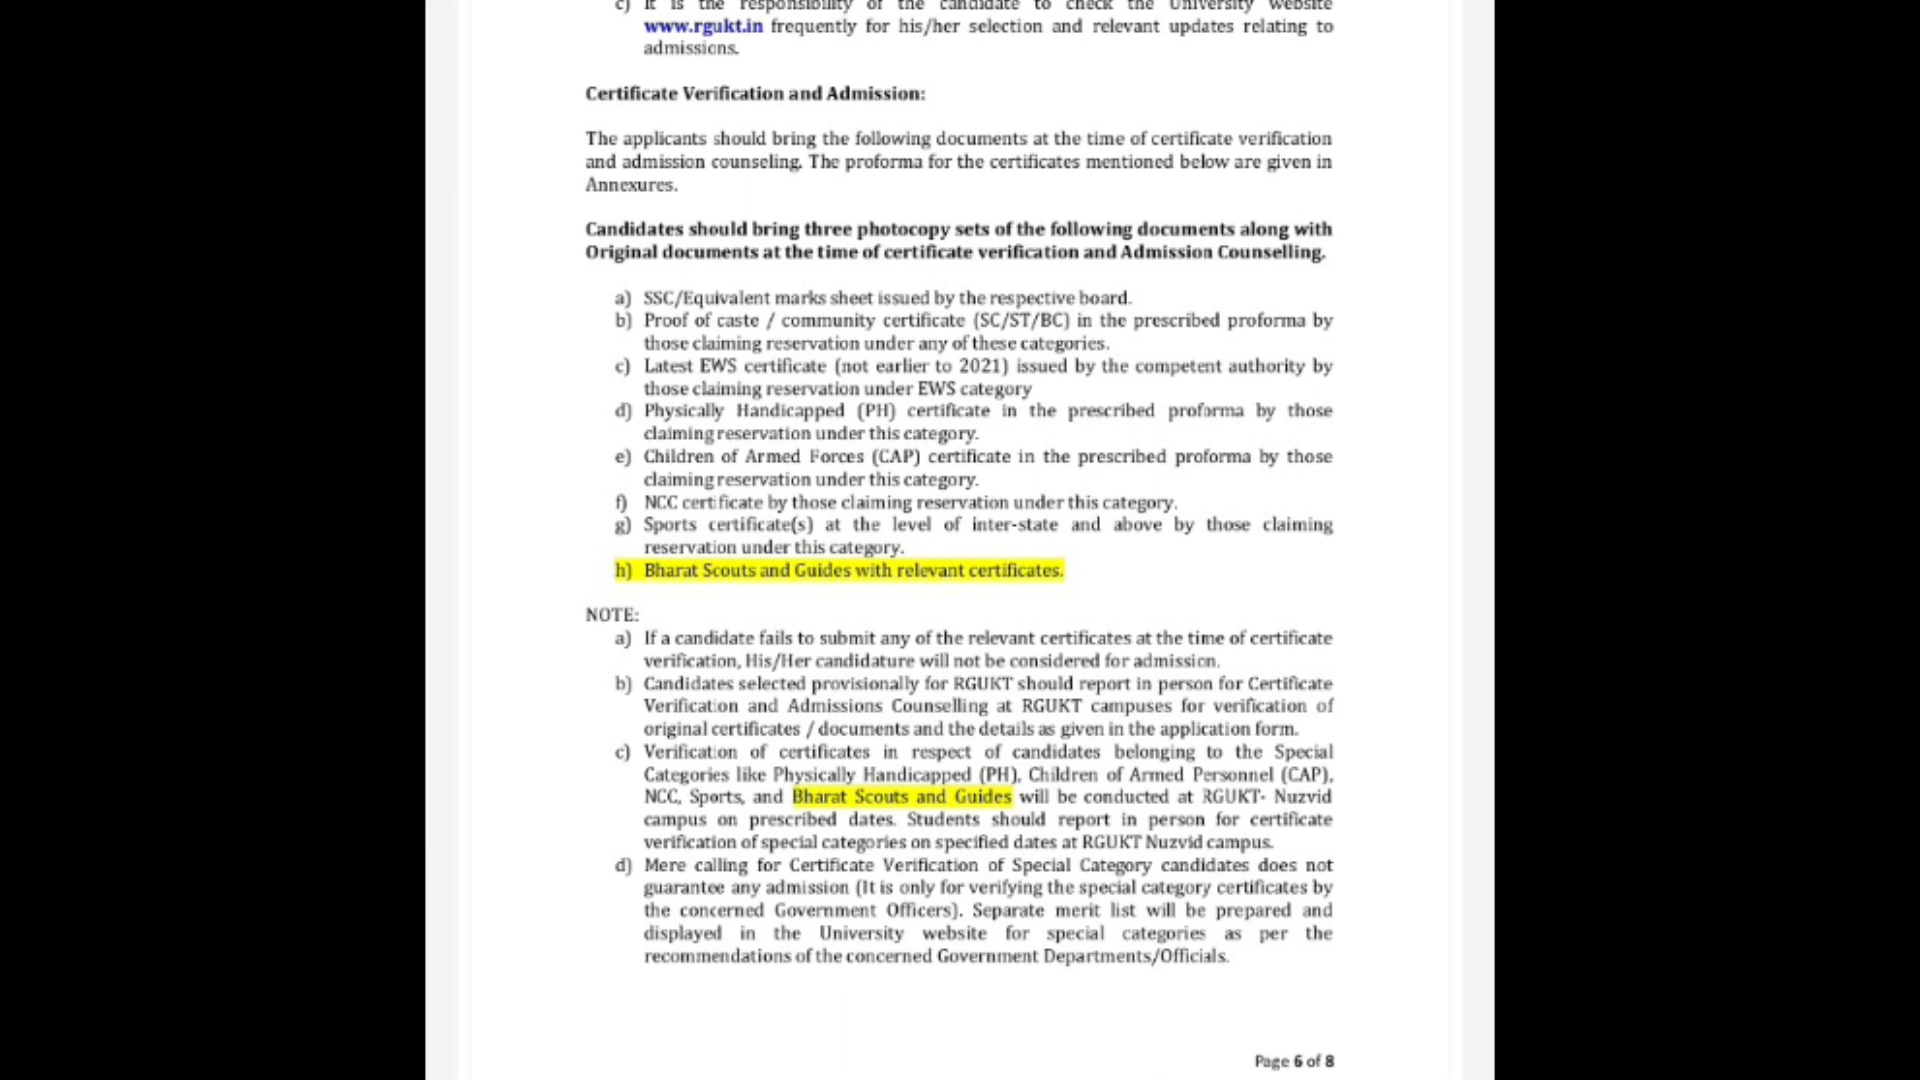 c) It is the responsibility of the candidate to check the University website
www.rgukt.in frequently for his/her selection and relevant updates relating to
admissions.
Certificate Verification and Admission:
The applicants should bring the following documents at the time of certificate verification
and admission counseling. The proforma for the certificates mentioned below are given in
Annexures.
Candidates should bring three photocopy sets of the following documents along with
Original documents at the time of certificate verification and Admission Counselling.
a) SSC/Equivalent marks sheet issued by the respective board.
b) Proof of caste / community certificate (SC/ST/BC) in the prescribed proforma by
those claiming reservation under any of these categories.
c) Latest EWS certificate (not earlier to 2021) issued by the competent authority by
those claiming reservation under EWS category
d) Physically Handicapped (PH) certificate in the prescribed proforma by those
claiming reservation under this category.
e) Children of Armed Forces (CAP) certificate in the prescribed proforma by those
claiming reservation under this category.
f) NCC certificate by those claiming reservation under this category.
g) Sports certificate(s) at the level of inter-state and above by those claiming
reservation under this category.
h) Bharat Scouts and Guides with relevant certificates.
NOTE:
a) If a candidate fails to submit any of the relevant certificates at the time of certificate
verification, His/Her candidature will not be considered for admission.
b) Candidates selected provisionally for RGUKT should report in person for Certificate
Verification and Admissions Counselling at RGUKT campuses for verification of
original certificates / documents and the details as given in the application form.
c) Verification of certificates in respect of candidates belonging to the Special
Categories like Physically Handicapped (PH), Children of Armed Personnel (CAP),
NCC, Sports, and Bharat Scouts and Guides will be conducted at RGUKT- Nuzvid
campus on prescribed dates. Students should report in person for certificate
verification of special categories on specified dates at RGUKT Nuzvid campus.
d) Mere calling for Certificate Verification of Special Category candidates does not
guarantee any admission (It is only for verifying the special category certificates by
the concerned Government Officers). Separate merit list will be prepared and
displayed in the University website for special categories as per the
recommendations of the concerned Government Departments/Officials.
Page 6 of 8